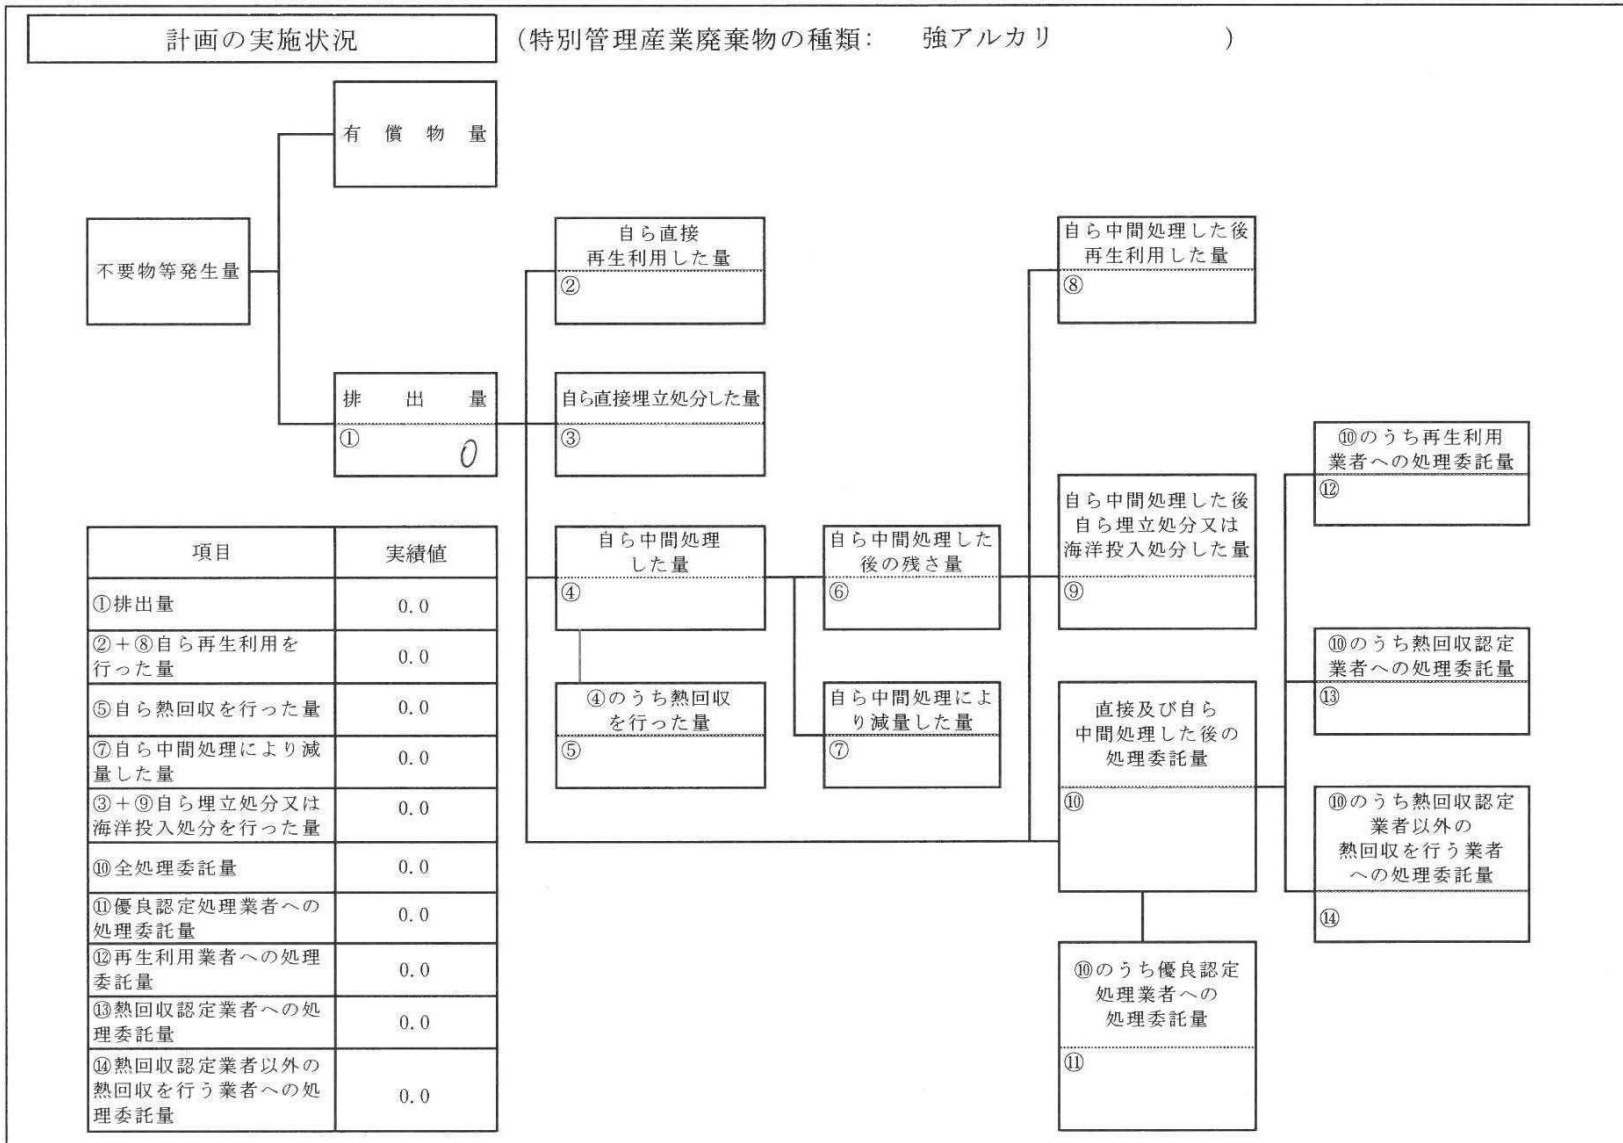 計画の実施状況
(特別管理産業廃棄物の種類： 強アルカリ )
有償物量
不要物等発生量
排出量
①
0
自ら直接
再生利用した量
②
自ら直接埋立処分した量
③
自ら中間処理
した量
④
④のうち熱回収
を行った量
⑤
自ら中間処理した
後の残さ量
⑥
自ら中間処理によ
り減量した量
⑦
自ら中間処理した後
再生利用した量
⑧
自ら中間処理した後
自ら埋立処分又は
海洋投入処分した量
⑨
直接及び自ら
中間処理した後の
処理委託量
⑩
⑩のうち優良認定
処理業者への
処理委託量
⑪
⑩のうち再生利用
業者への処理委託量
⑫
⑩のうち熱回収認定
業者への処理委託量
⑬
⑩のうち熱回収認定
業者以外の
熱回収を行う業者
への処理委託量
⑭
項目 実績値
①排出量 0.0
②＋⑧自ら再生利用を
行った量 0.0
⑤自ら熱回収を行った量 0.0
⑦自ら中間処理により減
量した量 0.0
③＋⑨自ら埋立処分又は
海洋投入処分を行った量 0.0
⑩全処理委託量 0.0
⑪優良認定処理業者への
処理委託量 0.0
⑫再生利用業者への処理
委託量 0.0
⑬熱回収認定業者への処
理委託量 0.0
⑭熱回収認定業者以外の
熱回収を行う業者への処
理委託量 0.0